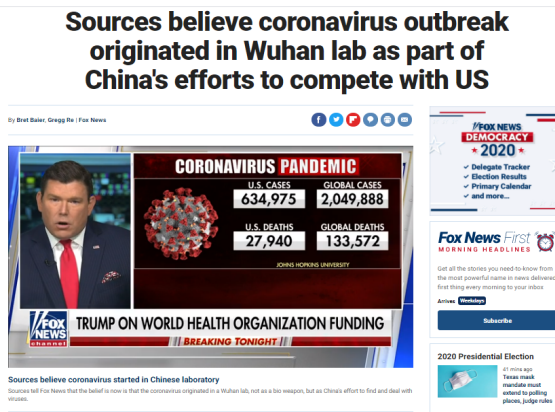 Sources believe coronavirus outbreak
originated in Wuhan lab as part of
China's efforts to compete with US
By Bret Baier, Gregg Re | Fox News
CORONAVIRUS PANDEMIC
U.S. CASES
GLOBAL CASES
634,975
2,049,888
U.S. DEATHS
GLOBAL DEATHS
27,940
133,572
JOHNS HOPKINS UNIVERSITY
FOX
NEWS
channel
TRUMP ON WORLD HEALTH ORGANIZATION FUNDING
BREAKING TONIGHT
Sources believe coronavirus started in Chinese laboratory
Sources tell Fox News that the belief is now is that the coronavirus originated in a Wuhan lab, not as a bio weapon, but as China's effort to find and deal with
viruses.
FOX NEWS
DEMOCRACY
2020
Delegate Tracker
Election Results
Primary Calendar
and more...
Fox News First
MORNING HEADLINES
Get all the stories you need-to-know from
the most powerful name in news delivered
first thing every morning to your inbox
Arrives Weekdays
Subscribe
2020 Presidential Election
41 mins ago
Texas mask
mandate must
extend to polling
places, judge rules